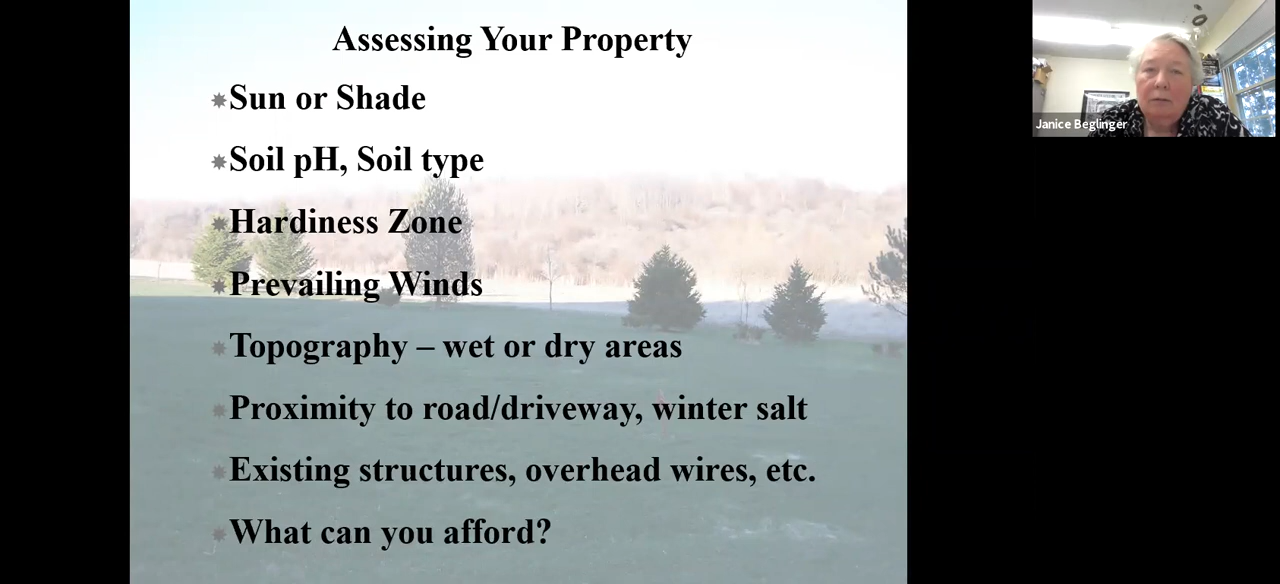 Assessing Your Property
Sun or Shade
Soil pH, Soil type
Hardiness Zone
Prevailing Winds
Topography – wet or dry areas
Proximity to road/driveway, winter salt
Existing structures, overhead wires, etc.
What can you afford?
Janice Beglinger